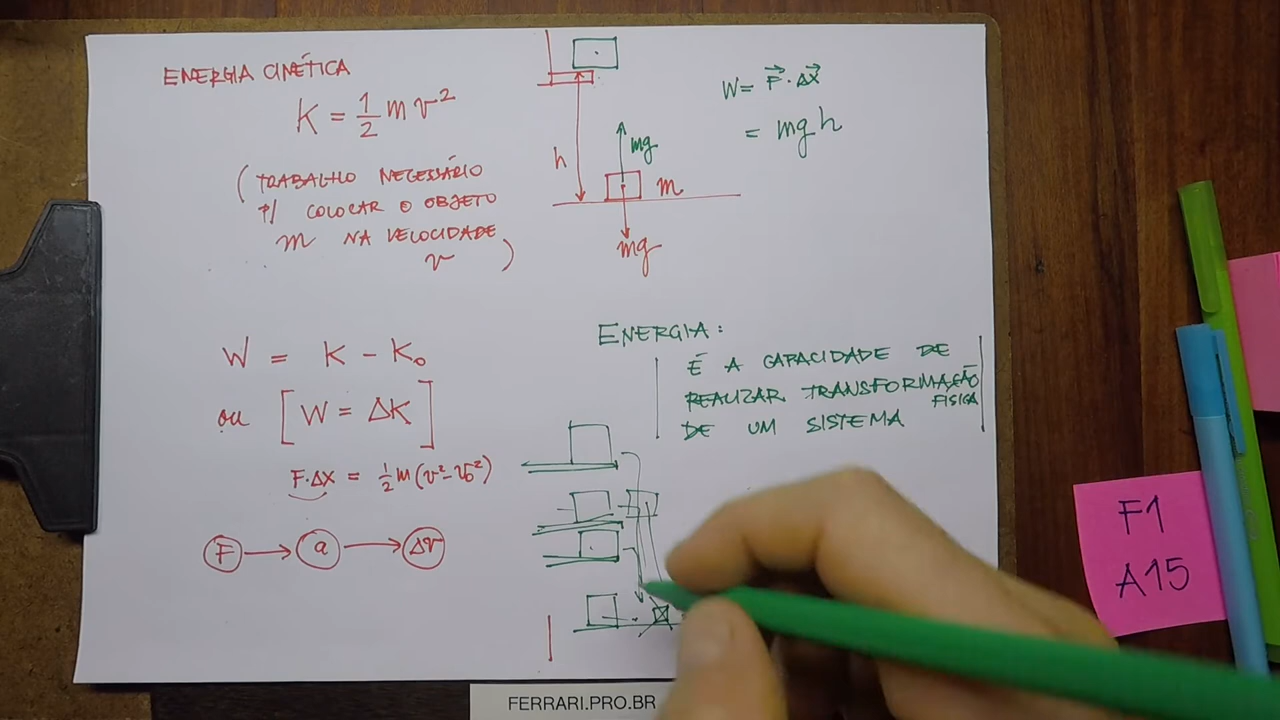 ENERGIA CINÉTICA
K = 1/2 m v²
( TRABALHO NECESSÁRIO
P/ COLOCAR O OBJETO
m NA VELOCIDADE
v )
W = K - K₀
ou [ W = ΔK ]
F·Δx = 1/2 m (v² - v₀²)
F → a → Δv
h
mg
m
mg
W = F⃗ · Δx⃗
= mgh
ENERGIA:
É A CAPACIDADE DE
REALIZAR TRANSFORMAÇÃO
FÍSICA
DE UM SISTEMA
F1
A15
FERRARI.PRO.BR